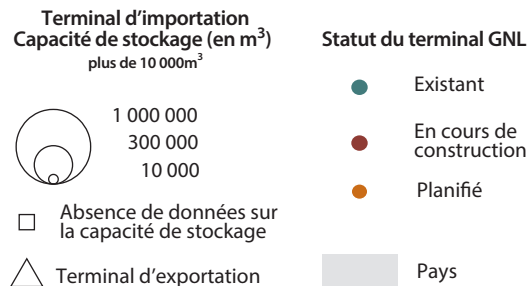 Terminal d'importation
Capacité de stockage (en m³)
plus de 10 000m³
1 000 000
300 000
10 000
Absence de données sur
la capacité de stockage
Terminal d'exportation
Statut du terminal GNL
Existant
En cours de
construction
Planifié
Pays